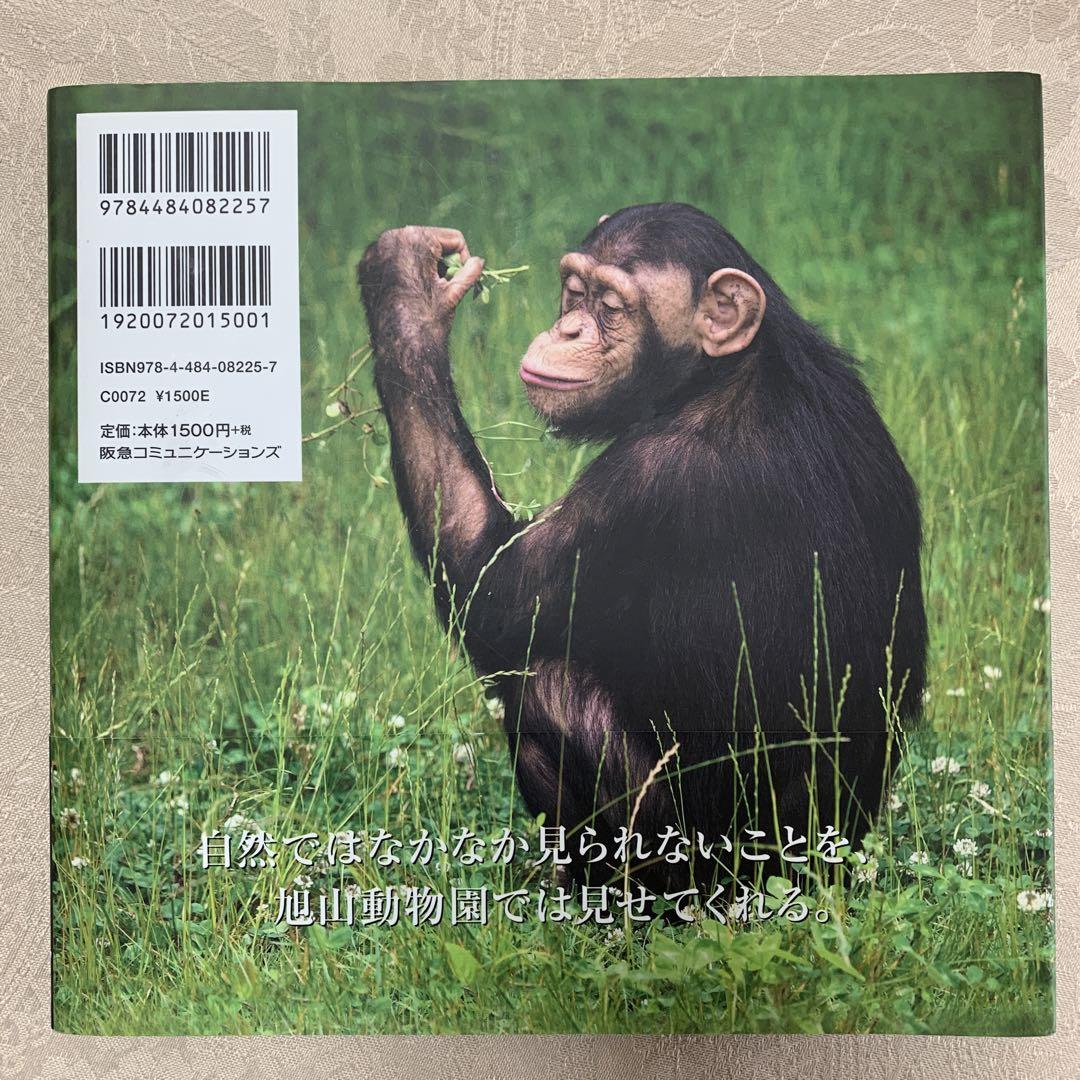 9784484082257
1920072015001
ISBN978-4-484-08225-7
C0072 ¥1500E
定価:本体1500円+税
阪急コミュニケーションズ
自然ではなかなか見られないことを、
旭山動物園では見せてくれる。